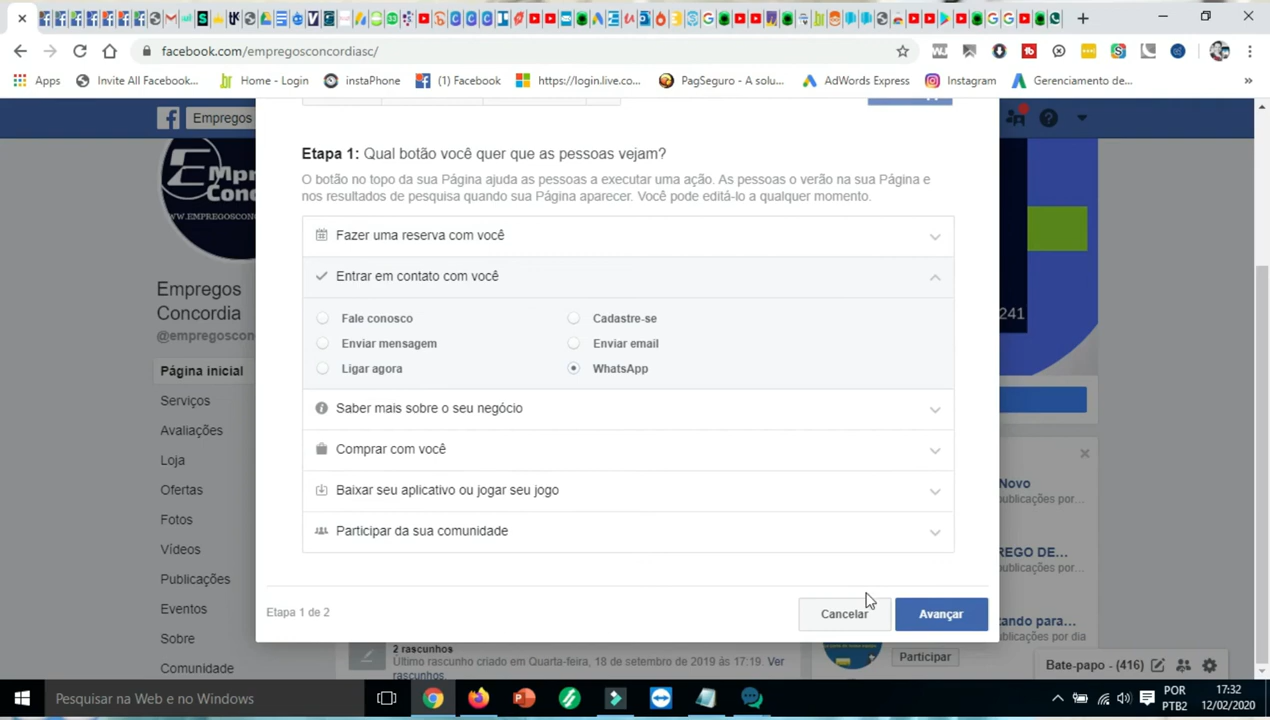 facebook.com/empregosconcordiasc/
Apps
Invite All Facebook...
Home - Login
instaPhone
(1) Facebook
https://login.live.co...
PagSeguro - A solu...
AdWords Express
Instagram
Gerenciamento de...
»
Empregos
Etapa 1: Qual botão você quer que as pessoas vejam?
O botão no topo da sua Página ajuda as pessoas a executar uma ação. As pessoas o verão na sua Página e
nos resultados de pesquisa quando sua Página aparecer. Você pode editá-lo a qualquer momento.
Fazer uma reserva com você
Entrar em contato com você
Fale conosco
Cadastre-se
Enviar mensagem
Enviar email
Ligar agora
WhatsApp
Saber mais sobre o seu negócio
Comprar com você
Baixar seu aplicativo ou jogar seu jogo
Participar da sua comunidade
Etapa 1 de 2
Cancelar
Avançar
Empregos
Concordia
@empregoscon
Página inicial
Serviços
Avaliações
Loja
Ofertas
Fotos
Vídeos
Publicações
Eventos
Sobre
Comunidade
241
Novo
publicações por...
REGO DE...
publicações por...
tando para...
publicações por dia
Participar
2 rascunhos
Último rascunho criado em Quarta-feira, 18 de setembro de 2019 às 17:19. Ver
rascunhos.
Bate-papo - (416)
Pesquisar na Web e no Windows
POR
PTB2
17:32
12/02/2020